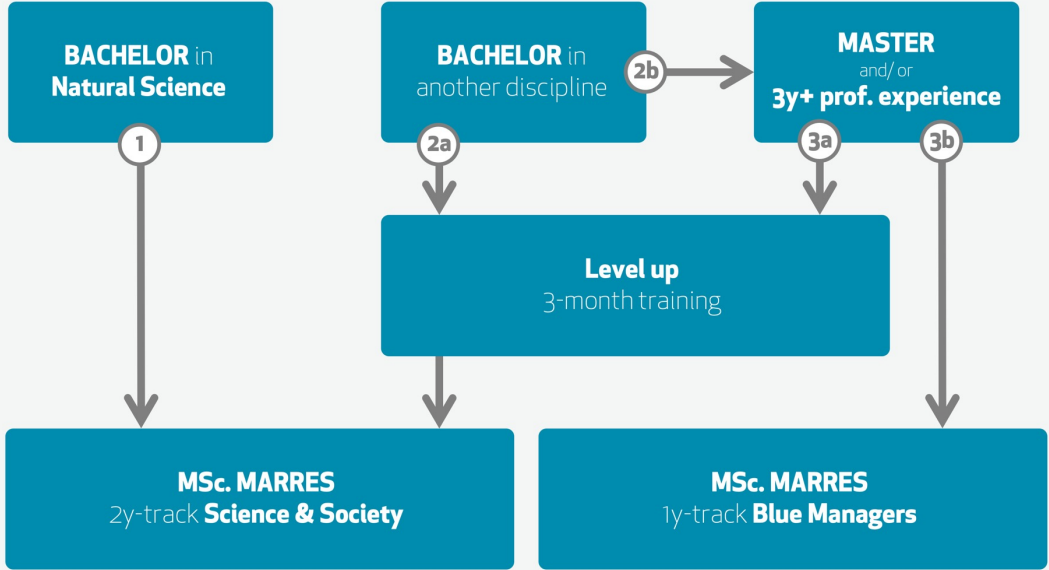 BACHELOR in
Natural Science
BACHELOR in
another discipline
2b
MASTER
and/ or
3y+ prof. experience
1
2a
3a
3b
Level up
3-month training
MSc. MARRES
2y-track Science & Society
MSc. MARRES
1y-track Blue Managers